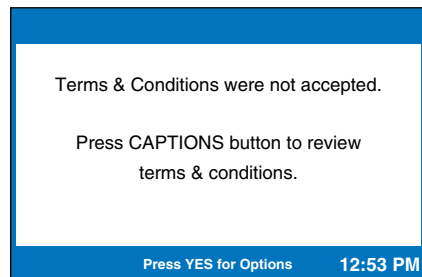 Terms & Conditions were not accepted.
Press CAPTIONS button to review
terms & conditions.
Press YES for Options 12:53 PM